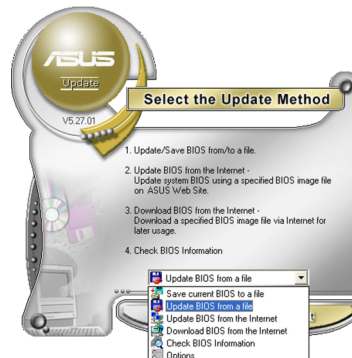 ASUS
Update
V5.27.01
Select the Update Method
1. Update/Save BIOS from/to a file.
2. Update BIOS from the Internet -
Update system BIOS using a specified BIOS image file
on ASUS Web Site.
3. Download BIOS from the Internet -
Download a specified BIOS image file via Internet for
later usage.
4. Check BIOS Information
Update BIOS from a file
Save current BIOS to a file
Update BIOS from a file
Update BIOS from the Internet
Download BIOS from the Internet
Check BIOS Information
Options